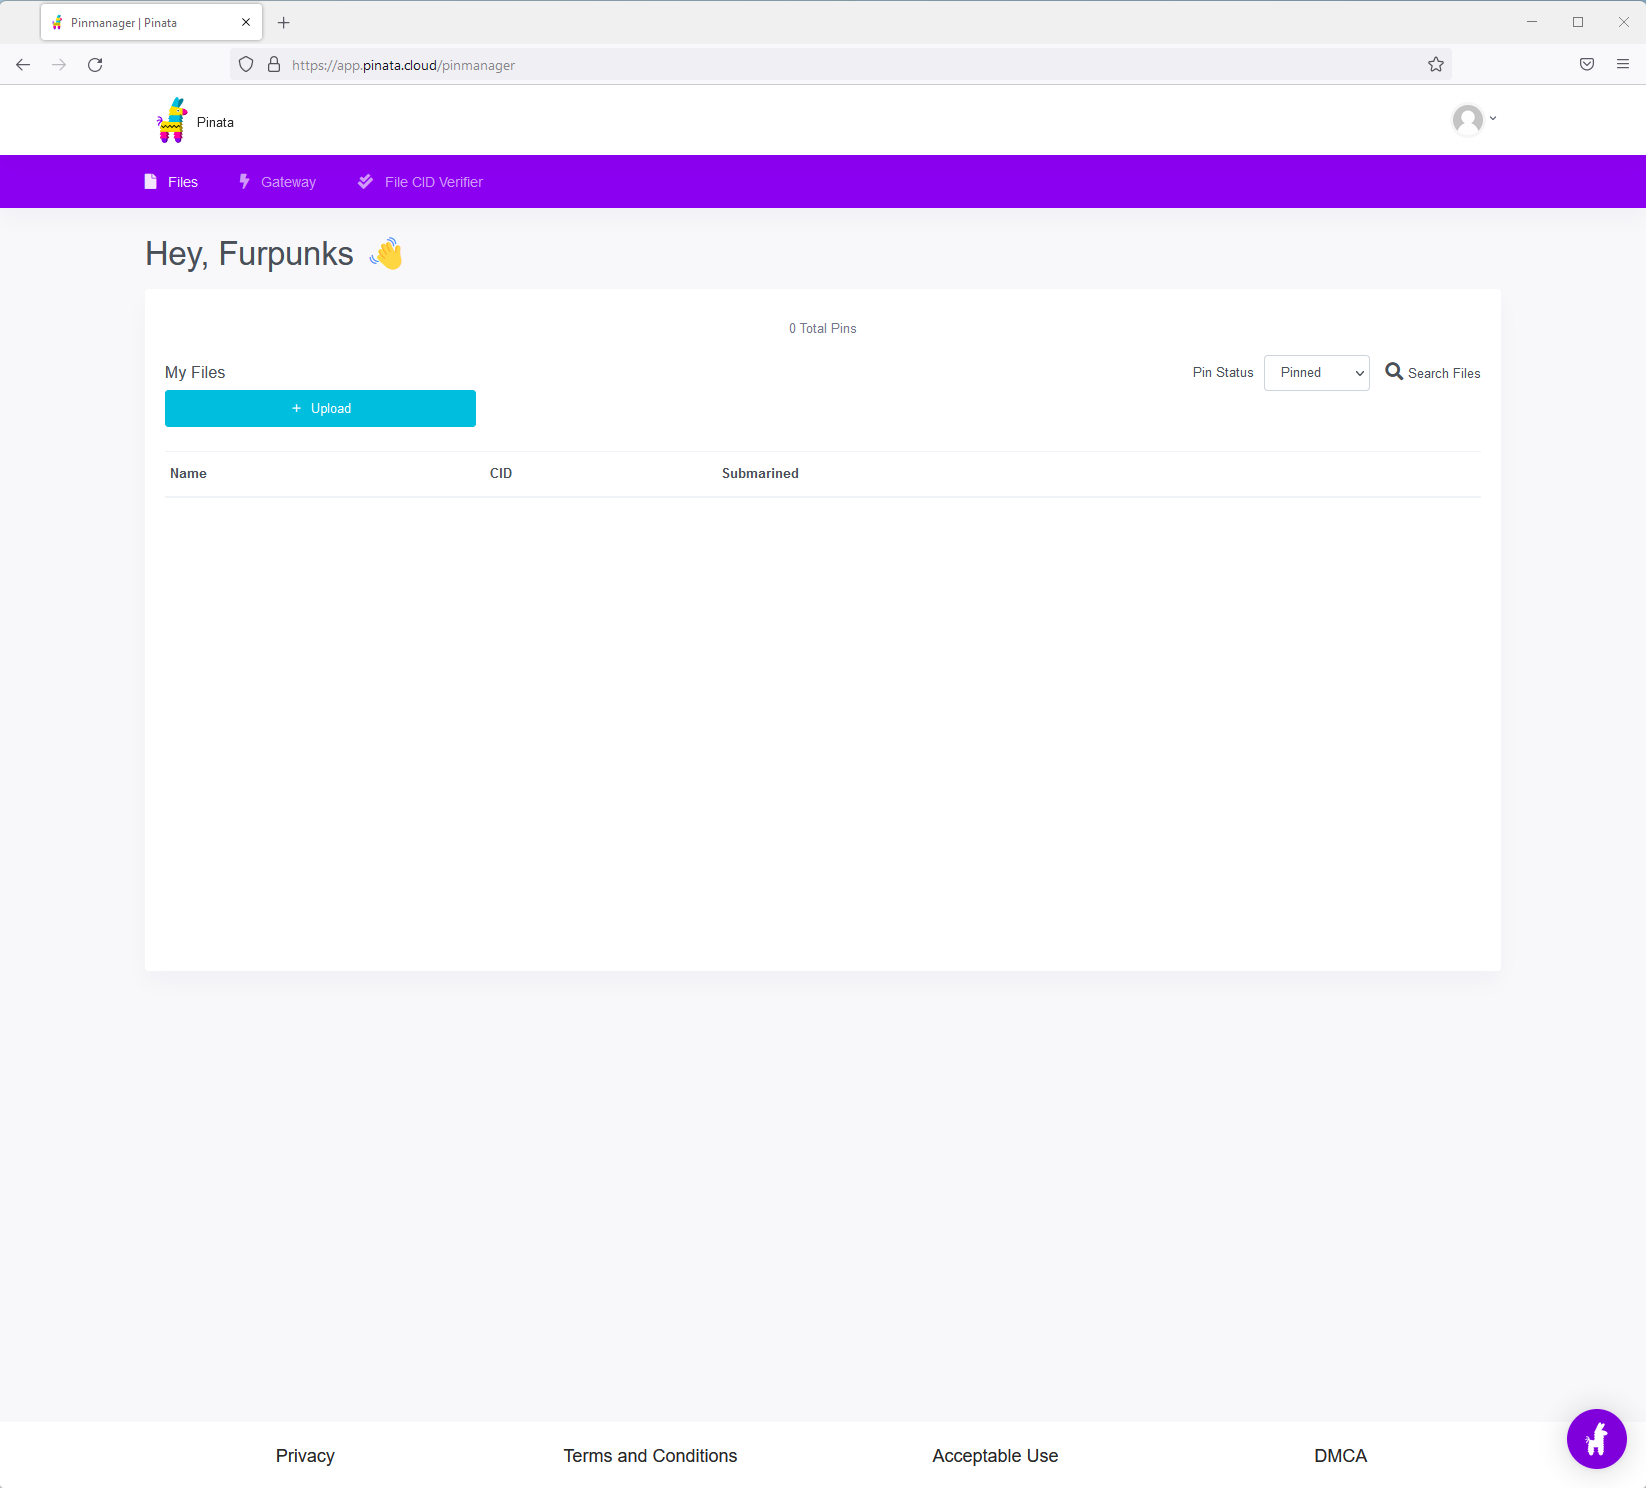 Pinmanager | Pinata
https://app.pinata.cloud/pinmanager
Pinata
Files Gateway File CID Verifier
Hey, Furpunks
0 Total Pins
My Files Pin Status Pinned Search Files
+ Upload
Name CID Submarined
Privacy Terms and Conditions Acceptable Use DMCA